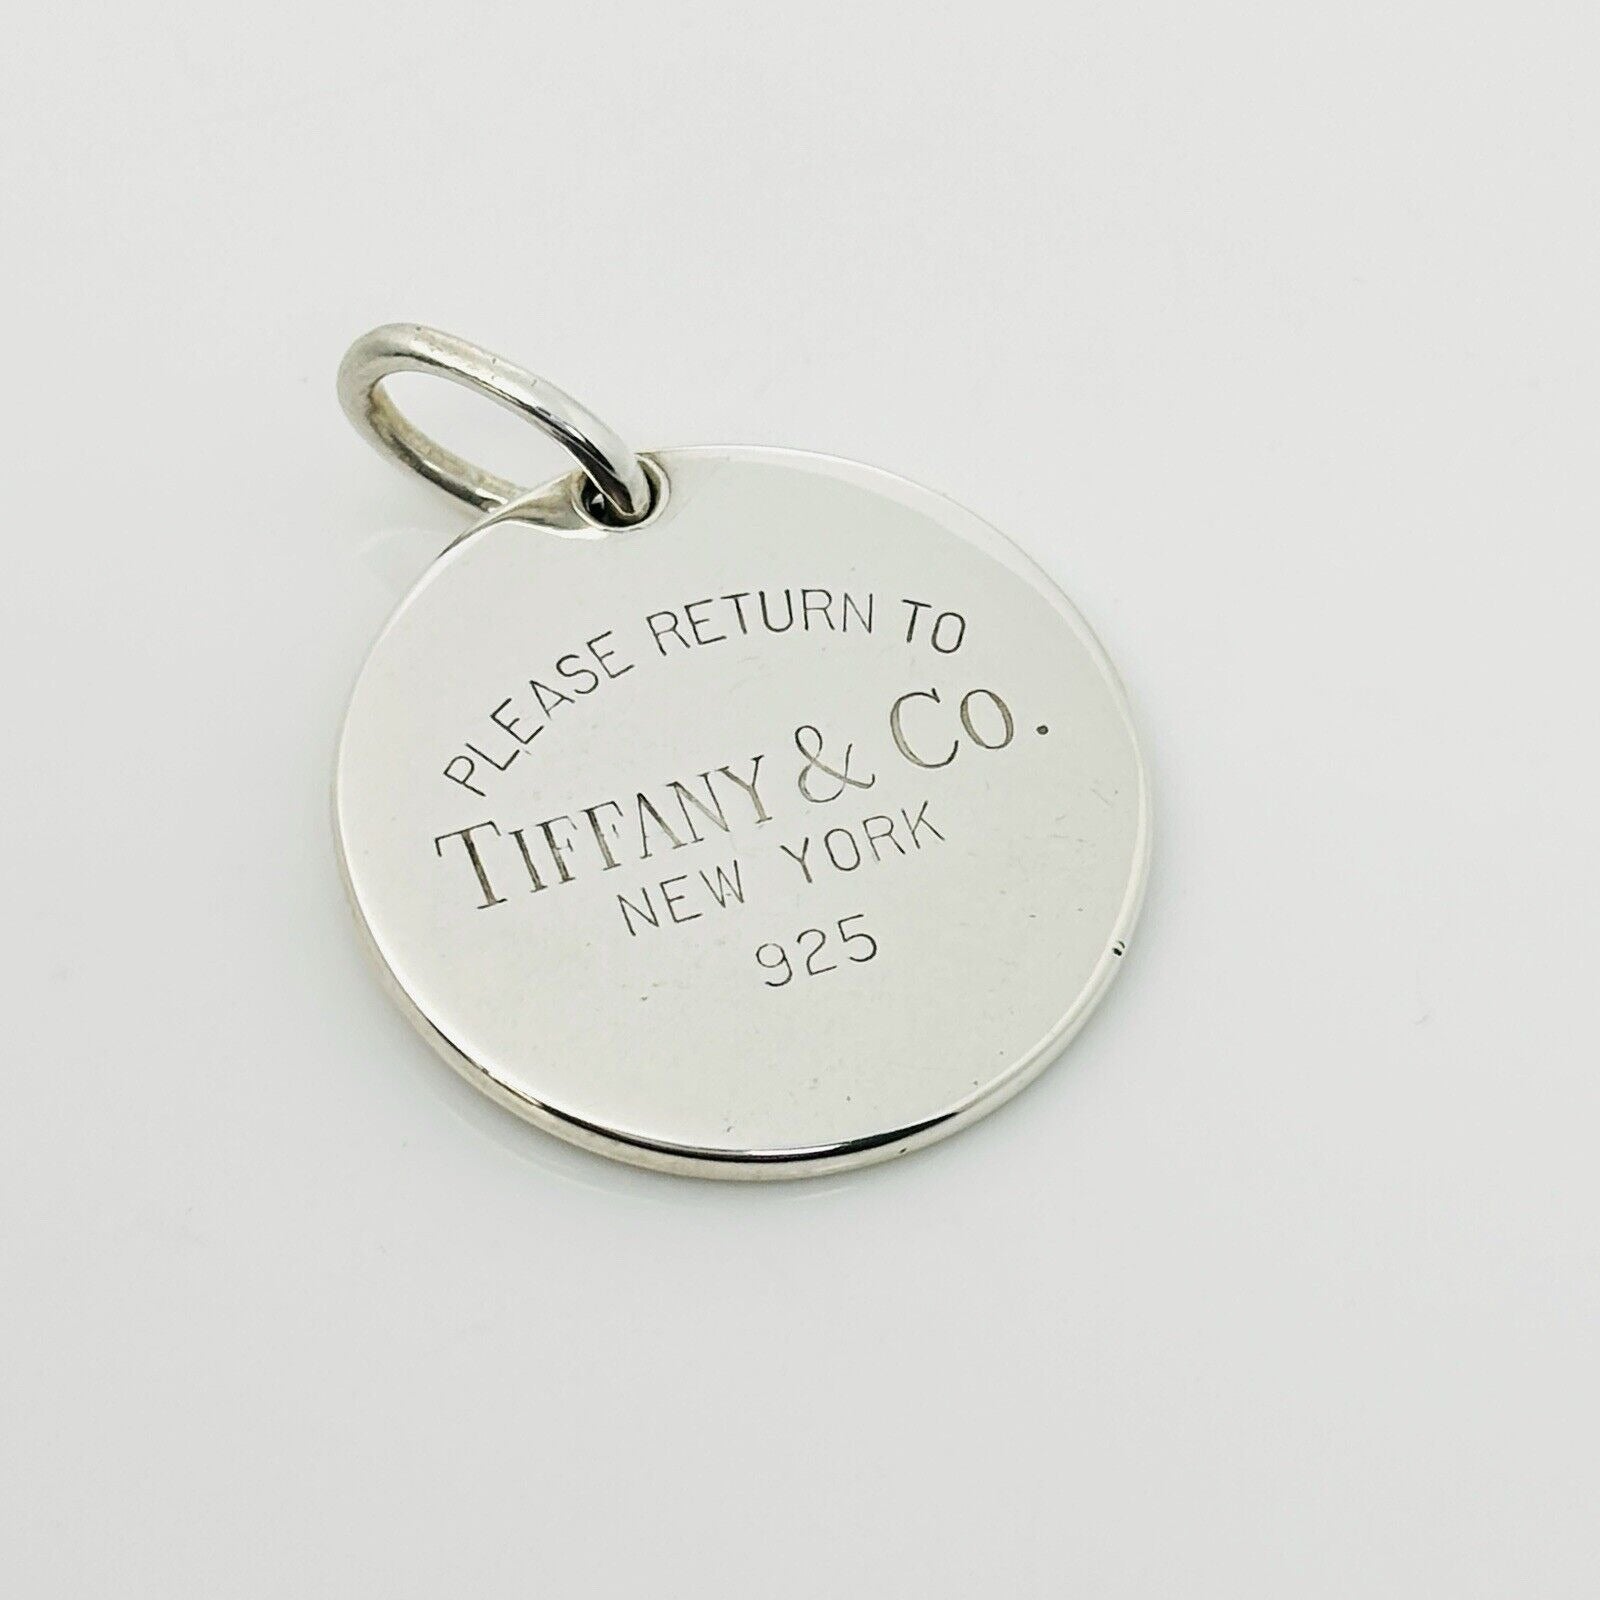 PLEASE RETURN TO
TIFFANY & CO.
NEW YORK
925